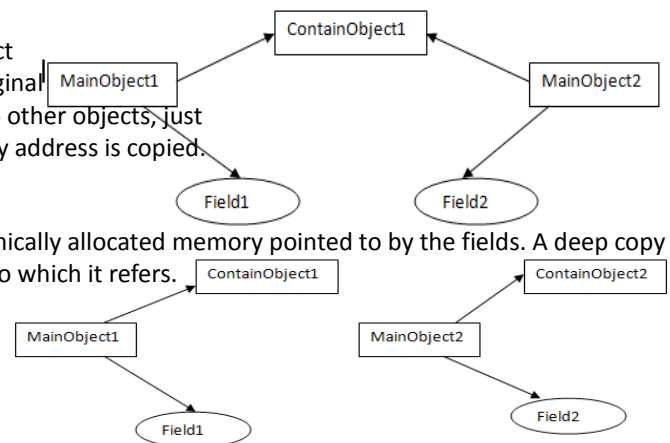 ContainObject1
ct
ginal
MainObject1
MainObject2
other objects, just
y address is copied.
Field1
Field2
nically allocated memory pointed to by the fields. A deep copy
o which it refers.
ContainObject1
ContainObject2
MainObject1
MainObject2
Field1
Field2